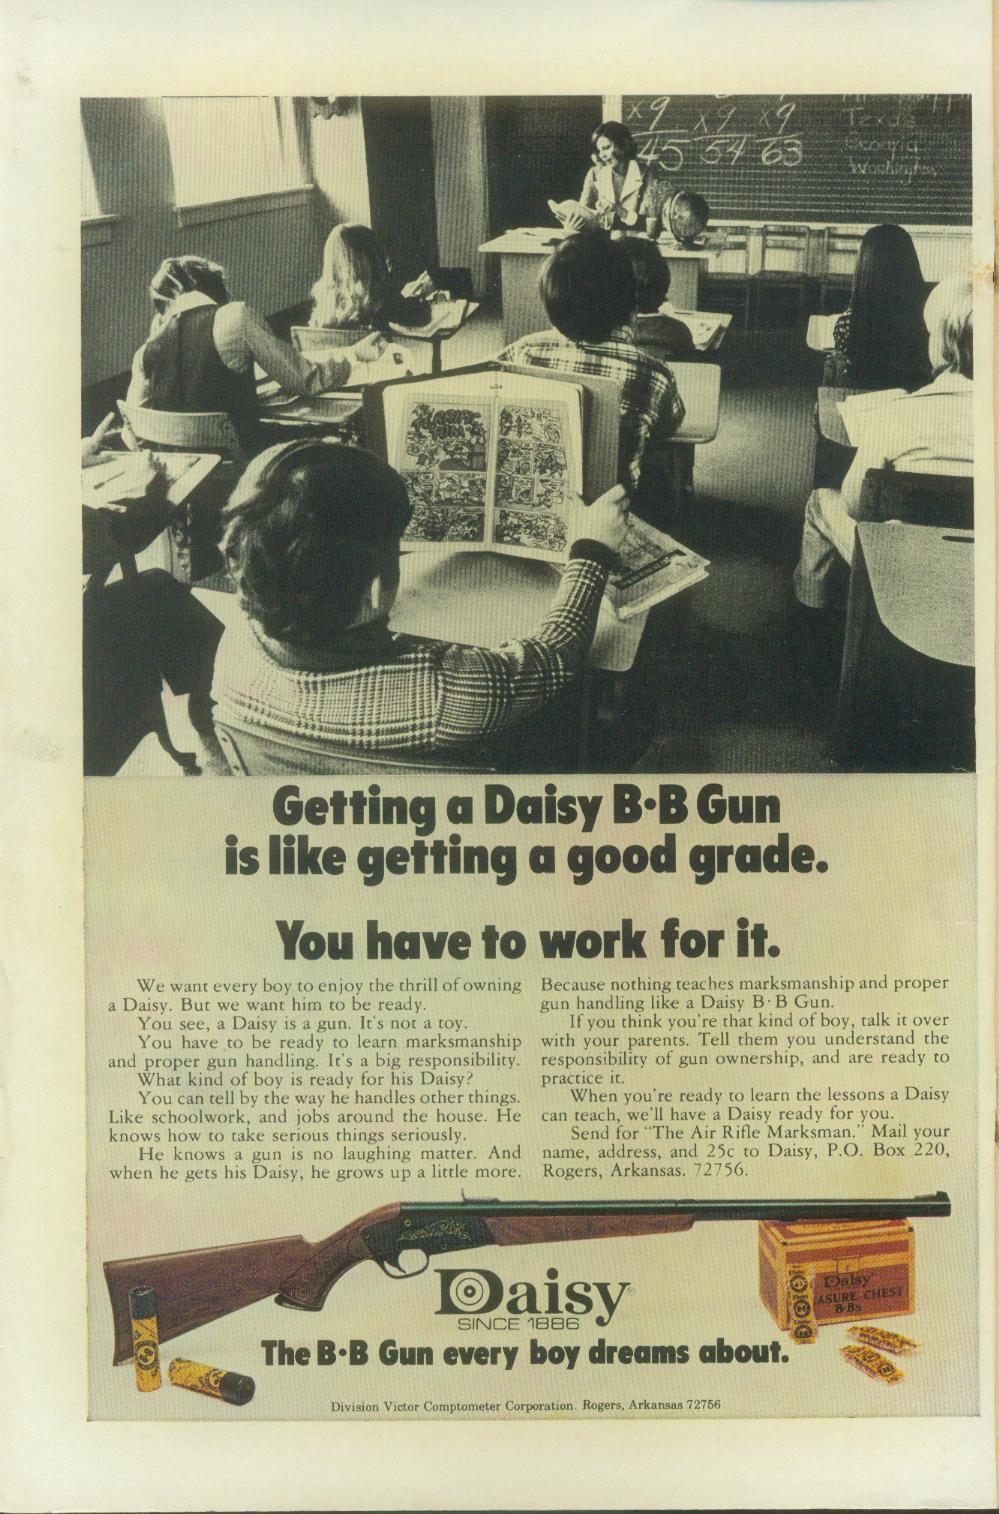 x9 x9 x9
45 54 63
Texas
Georgia
Washington
Getting a Daisy B·B Gun
is like getting a good grade.
You have to work for it.
We want every boy to enjoy the thrill of owning
a Daisy. But we want him to be ready.
You see, a Daisy is a gun. It's not a toy.
You have to be ready to learn marksmanship
and proper gun handling. It's a big responsibility.
What kind of boy is ready for his Daisy?
You can tell by the way he handles other things.
Like schoolwork, and jobs around the house. He
knows how to take serious things seriously.
He knows a gun is no laughing matter. And
when he gets his Daisy, he grows up a little more.
Because nothing teaches marksmanship and proper
gun handling like a Daisy B·B Gun.
If you think you're that kind of boy, talk it over
with your parents. Tell them you understand the
responsibility of gun ownership, and are ready to
practice it.
When you're ready to learn the lessons a Daisy
can teach, we'll have a Daisy ready for you.
Send for "The Air Rifle Marksman." Mail your
name, address, and 25c to Daisy, P.O. Box 220,
Rogers, Arkansas. 72756.
Daisy
ASURE CHEST
B·Bs
Daisy®
SINCE 1886
The B·B Gun every boy dreams about.
Division Victor Comptometer Corporation. Rogers, Arkansas 72756